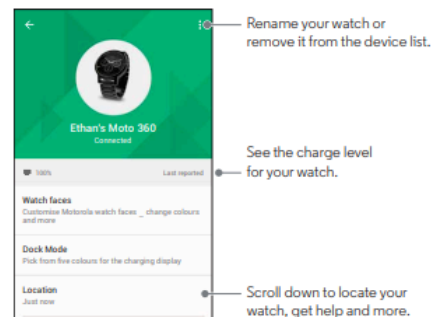 Rename your watch or
remove it from the device list.
Ethan's Moto 360
Connected
See the charge level
for your watch.
100% Last reported
Watch faces
Customise Motorola watch faces _ change colours
and more
Dock Mode
Pick from five colours for the charging display
Location
Just now
Scroll down to locate your
watch, get help and more.